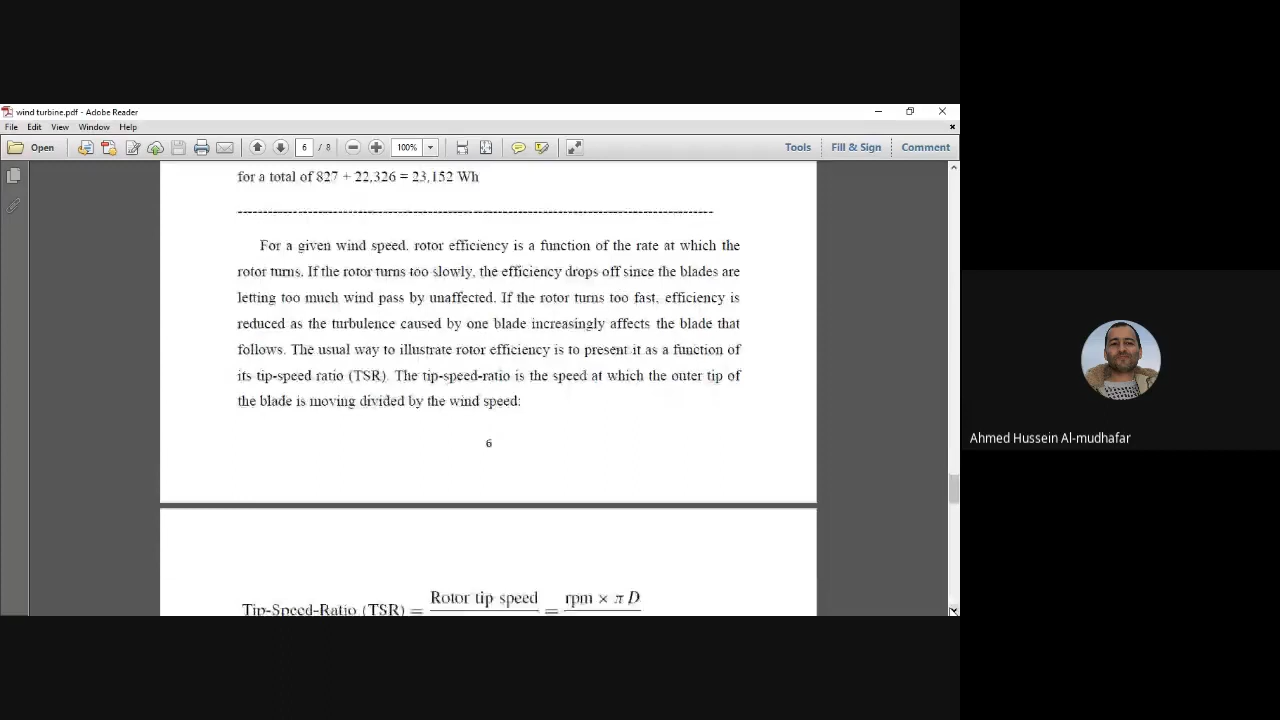 wind turbine.pdf - Adobe Reader
File Edit View Window Help
Open 6 / 8 100% Tools Fill & Sign Comment
for a total of 827 + 22,326 = 23,152 Wh
For a given wind speed, rotor efficiency is a function of the rate at which the
rotor turns. If the rotor turns too slowly, the efficiency drops off since the blades are
letting too much wind pass by unaffected. If the rotor turns too fast, efficiency is
reduced as the turbulence caused by one blade increasingly affects the blade that
follows. The usual way to illustrate rotor efficiency is to present it as a function of
its tip-speed ratio (TSR). The tip-speed-ratio is the speed at which the outer tip of
the blade is moving divided by the wind speed:
6
Tip-Speed-Ratio (TSR) = Rotor tip speed = rpm × π D
Ahmed Hussein Al-mudhafar